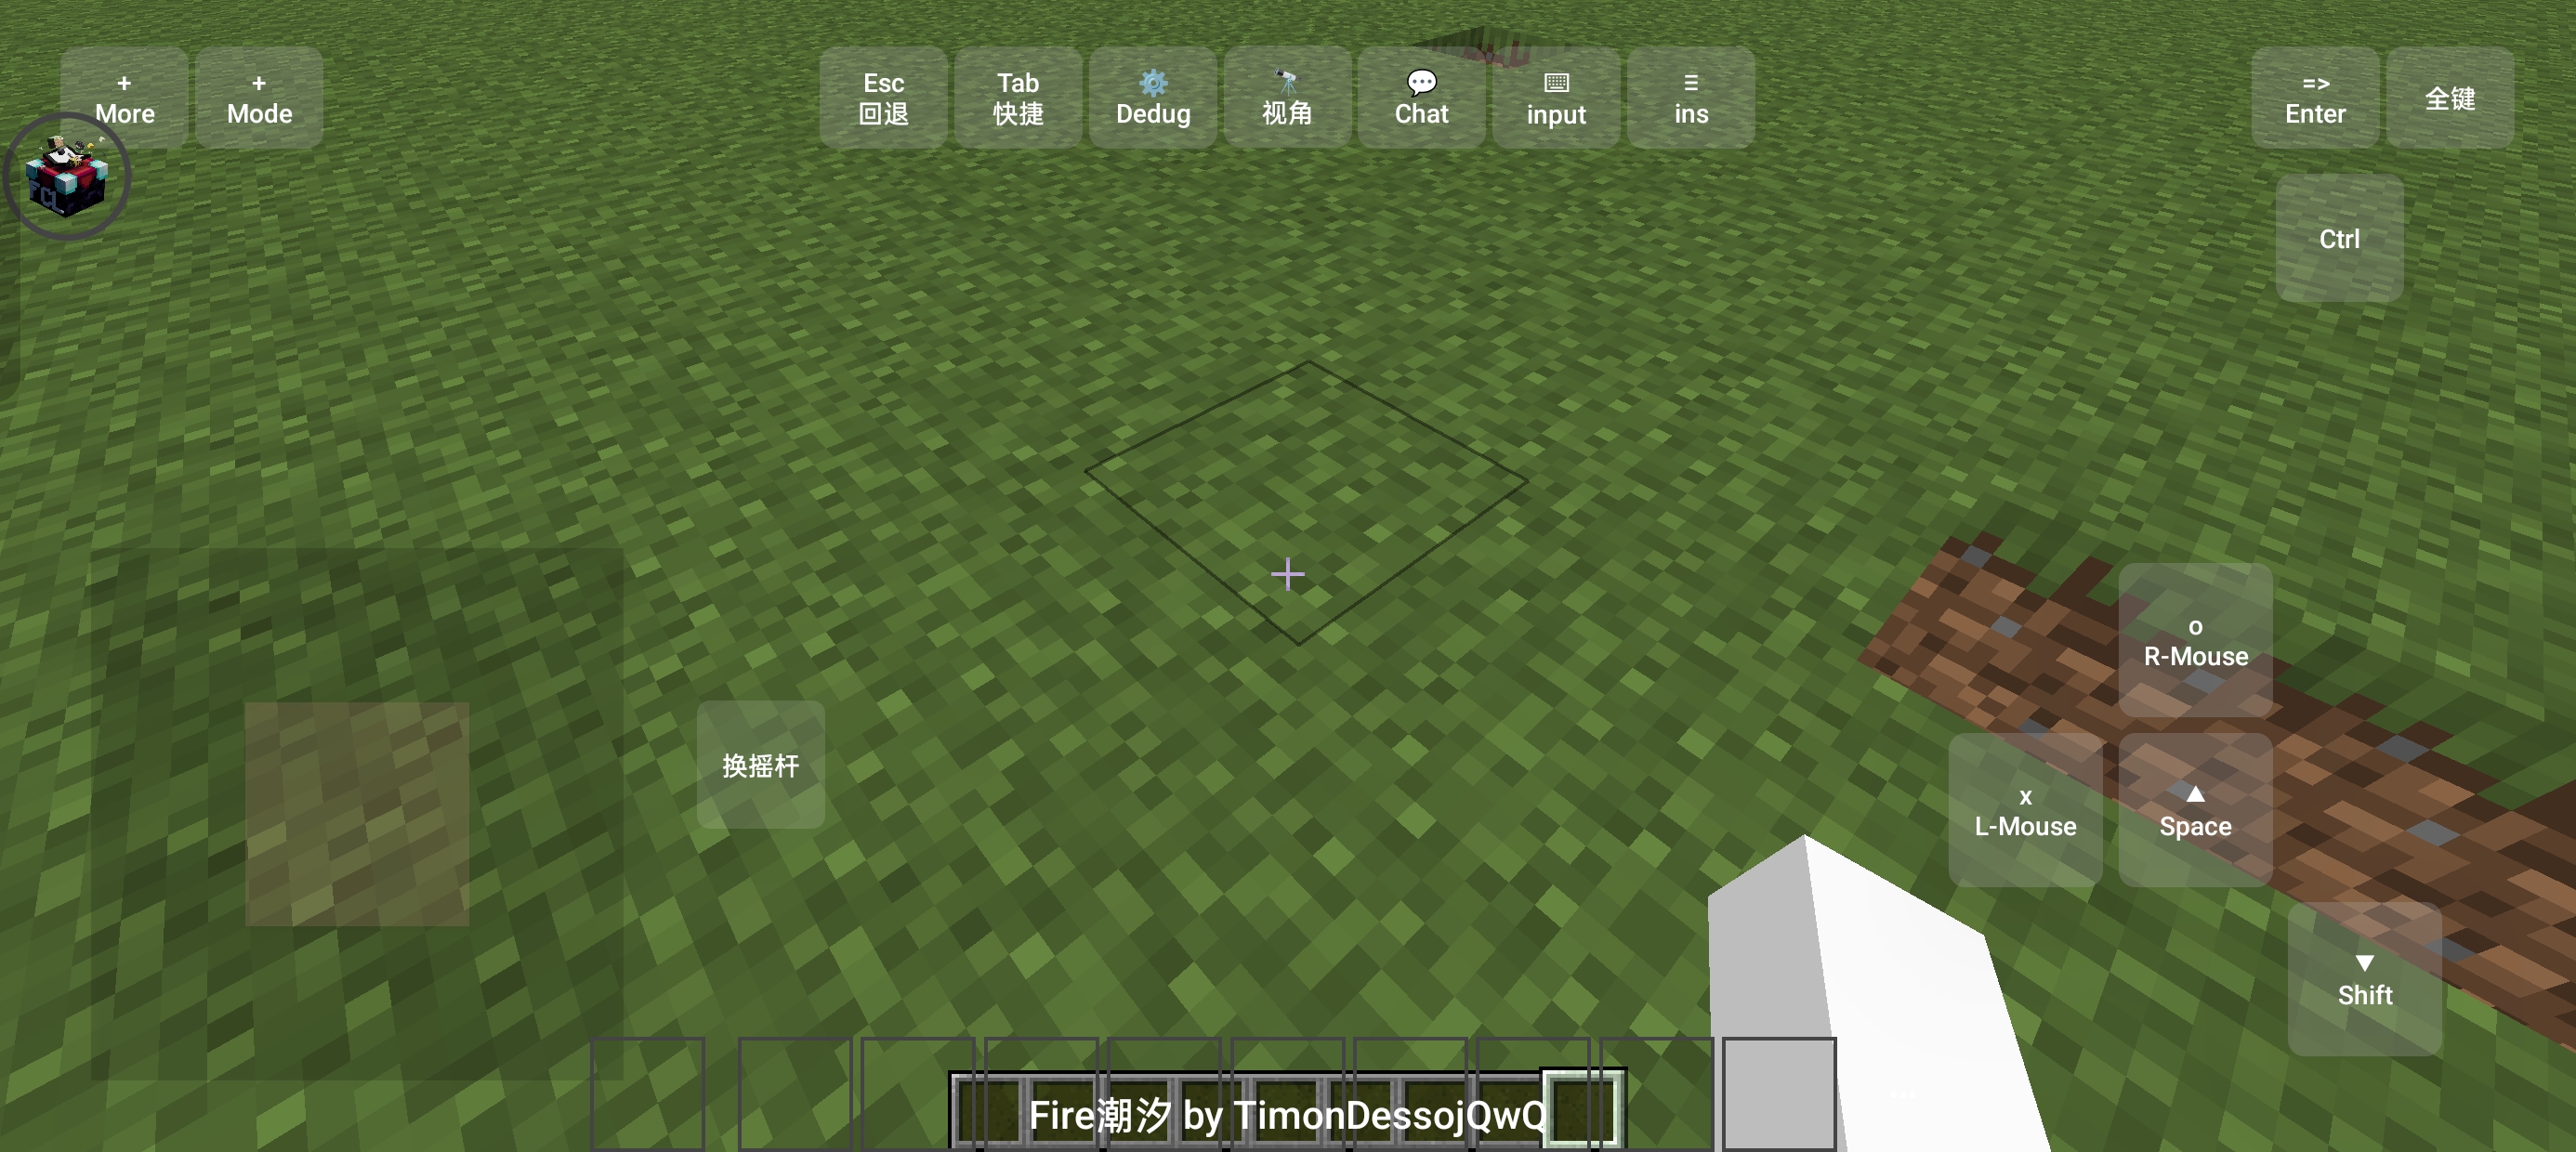 +
More
+
Mode
Esc
回退
Tab
快捷
Dedug
视角
Chat
input
≡
ins
=>
Enter
全键
FCL
Ctrl
o
R-Mouse
换摇杆
x
L-Mouse
▲
Space
▼
Shift
Fire潮汐 by TimonDessojQwQ